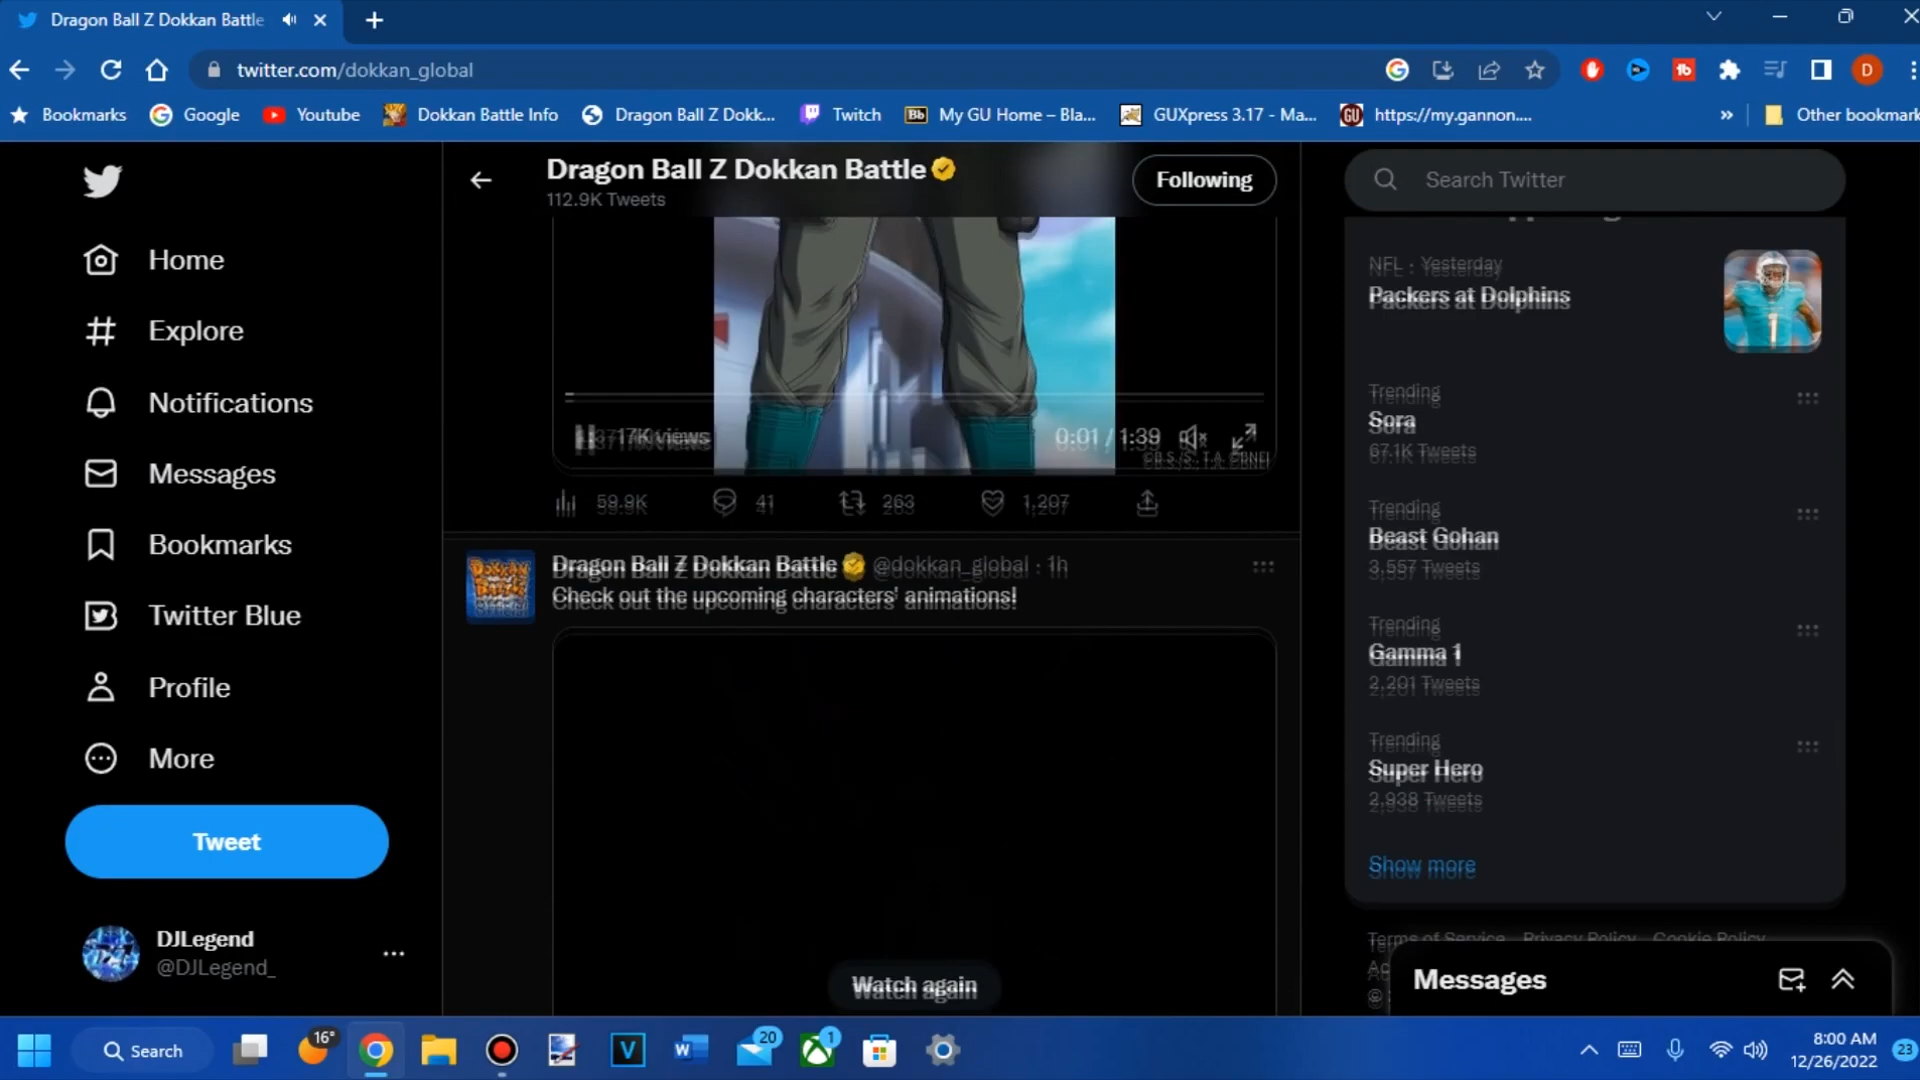 Dragon Ball Z Dokkan Battle
twitter.com/dokkan_global
Bookmarks
Google
Youtube
Dokkan Battle Info
Dragon Ball Z Dokk...
Twitch
My GU Home – Bla...
GUXpress 3.17 - Ma...
https://my.gannon....
Other bookmark
Home
Explore
Notifications
Messages
Bookmarks
Twitter Blue
Profile
More
Tweet
DJLegend
@DJLegend_
Dragon Ball Z Dokkan Battle
112.9K Tweets
Following
0:01 / 1:39
59.9K
41
263
1,207
Dragon Ball Z Dokkan Battle @dokkan_global · 1h
Check out the upcoming characters' animations!
Watch again
Search Twitter
NFL · Yesterday
Packers at Dolphins
Trending
Sora
67.1K Tweets
Trending
Beast Gohan
3,557 Tweets
Trending
Gamma 1
2,201 Tweets
Trending
Super Hero
2,938 Tweets
Show more
Terms of Service Privacy Policy Cookie Policy
Messages
16°
Search
20
1
8:00 AM
12/26/2022
23